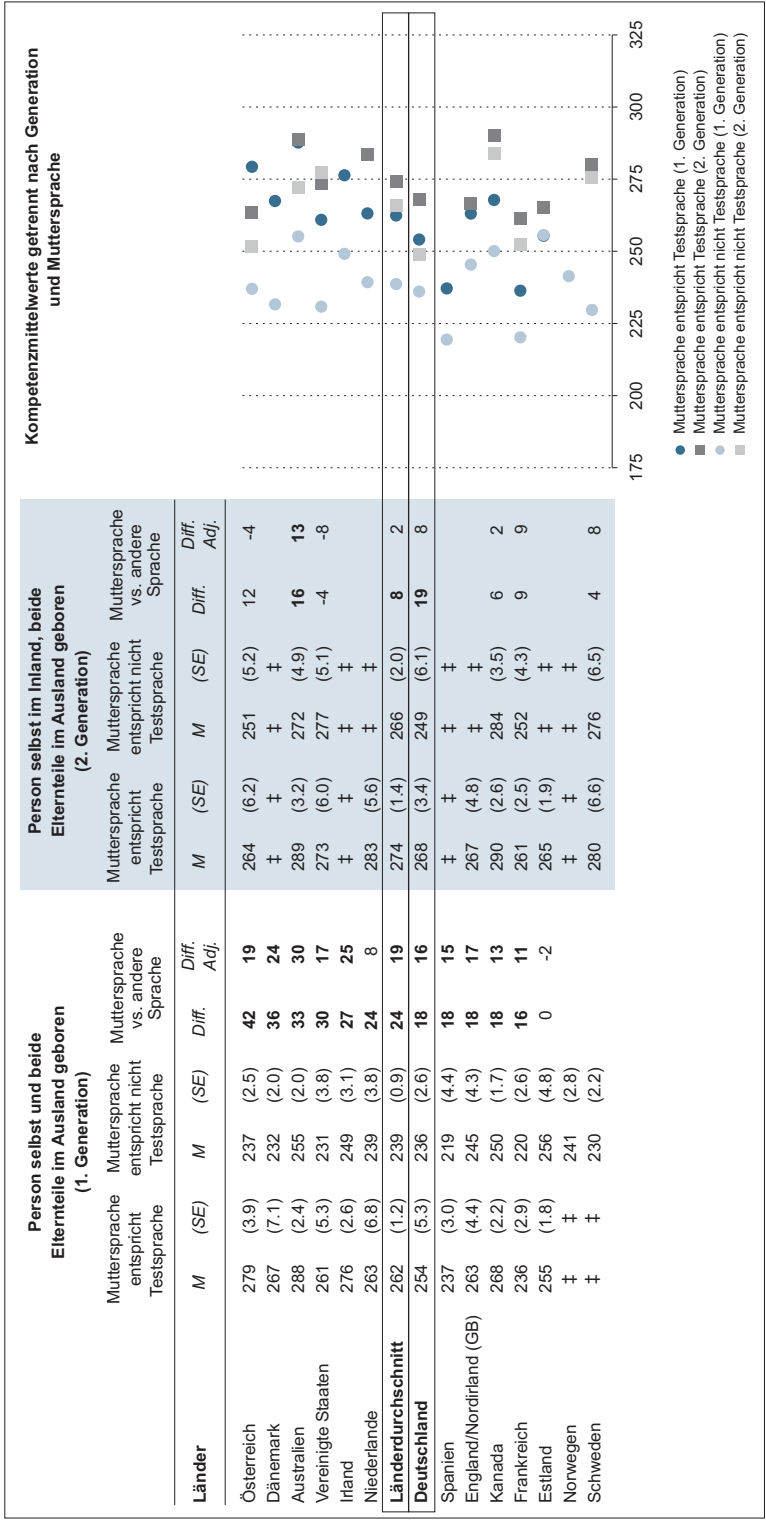 Person selbst und beide
Elternteile im Ausland geboren
(1. Generation)
Person selbst im Inland, beide
Elternteile im Ausland geboren
(2. Generation)
Kompetenzmittelwerte getrennt nach Generation
und Muttersprache
Muttersprache entspricht Testsprache
Muttersprache entspricht nicht Testsprache
Muttersprache vs. andere Sprache
Muttersprache entspricht Testsprache
Muttersprache entspricht nicht Testsprache
Muttersprache vs. andere Sprache
Länder M (SE) M (SE) Diff. Diff. Adj. M (SE) M (SE) Diff. Diff. Adj.
Österreich 279 (3.9) 237 (2.5) 42 19 264 (6.2) 251 (5.2) 12 -4
Dänemark 267 (7.1) 232 (2.0) 36 24 ‡ ‡ ‡ ‡
Australien 288 (2.4) 255 (2.0) 33 30 289 (3.2) 272 (4.9) 16 13
Vereinigte Staaten 261 (5.3) 231 (3.8) 30 17 273 (6.0) 277 (5.1) -4 -8
Irland 276 (2.6) 249 (3.1) 27 25 ‡ ‡ ‡ ‡
Niederlande 263 (6.8) 239 (3.8) 24 8 283 (5.6) ‡ ‡
Länderdurchschnitt 262 (1.2) 239 (0.9) 24 19 274 (1.4) 266 (2.0) 8 2
Deutschland 254 (5.3) 236 (2.6) 18 16 268 (3.4) 249 (6.1) 19 8
Spanien 237 (3.0) 219 (4.4) 18 15 ‡ ‡ ‡ ‡
England/Nordirland (GB) 263 (4.4) 245 (4.3) 18 17 267 (4.8) ‡ ‡
Kanada 268 (2.2) 250 (1.7) 18 13 290 (2.6) 284 (3.5) 6 2
Frankreich 236 (2.9) 220 (2.6) 16 11 261 (2.5) 252 (4.3) 9 9
Estland 255 (1.8) 256 (4.8) 0 -2 265 (1.9) ‡ ‡
Norwegen ‡ ‡ 241 (2.8) ‡ ‡ ‡ ‡
Schweden ‡ ‡ 230 (2.2) 280 (6.6) 276 (6.5) 4 8
175 200 225 250 275 300 325
Muttersprache entspricht Testsprache (1. Generation)
Muttersprache entspricht Testsprache (2. Generation)
Muttersprache entspricht nicht Testsprache (1. Generation)
Muttersprache entspricht nicht Testsprache (2. Generation)